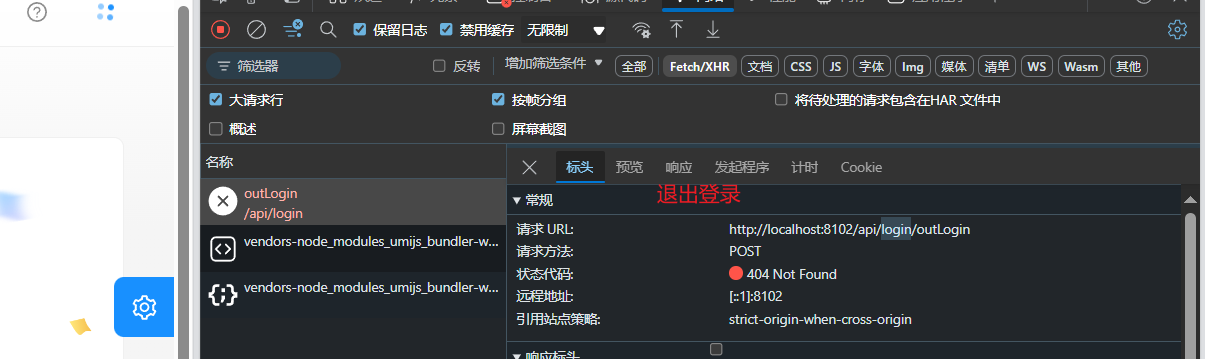 保留日志 禁用缓存 无限制
筛选器 反转 增加筛选条件 全部 Fetch/XHR 文档 CSS JS 字体 Img 媒体 清单 WS Wasm 其他
大请求行 按帧分组 将待处理的请求包含在HAR 文件中
概述 屏幕截图
名称 标头 预览 响应 发起程序 计时 Cookie
outLogin
/api/login
vendors-node_modules_umijs_bundler-w...
vendors-node_modules_umijs_bundler-w...
退出登录
常规
请求 URL: http://localhost:8102/api/login/outLogin
请求方法: POST
状态代码: 404 Not Found
远程地址: [::1]:8102
引用站点策略: strict-origin-when-cross-origin
响应标头